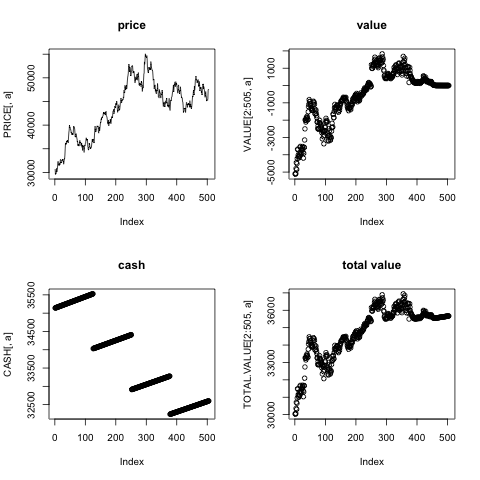 price
PRICE[, a]
30000 40000 50000
0 100 200 300 400 500
Index
value
VALUE[2:505, a]
-5000 -3000 -1000 1000
0 100 200 300 400 500
Index
cash
CASH[, a]
32500 33500 34500 35500
0 100 200 300 400 500
Index
total value
TOTAL.VALUE[2:505, a]
30000 33000 36000
0 100 200 300 400 500
Index